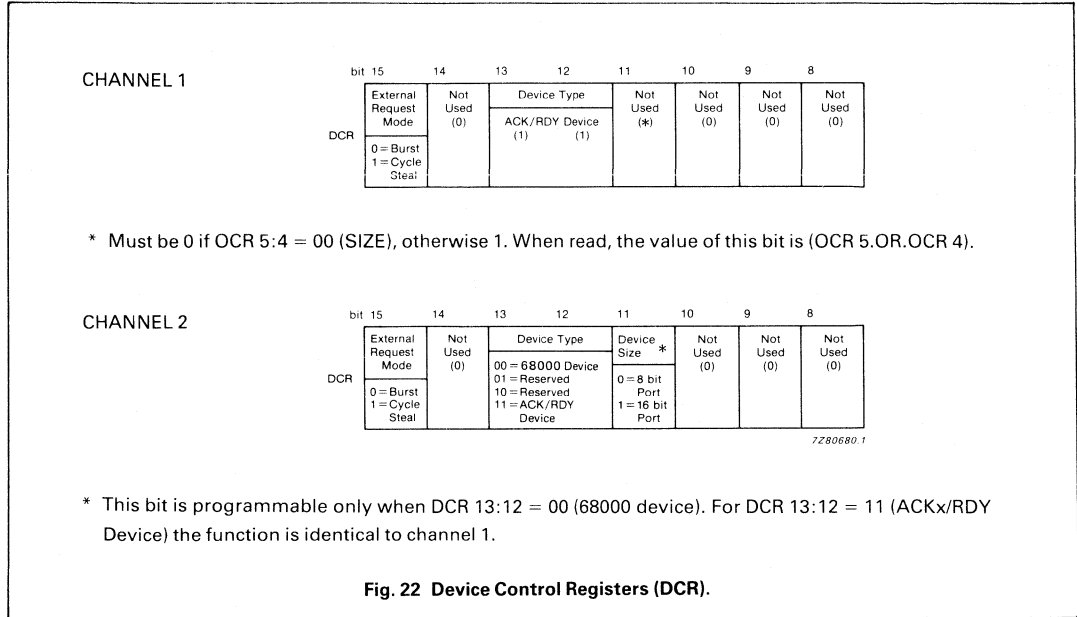 CHANNEL 1
bit 15 14 13 12 11 10 9 8
DCR
External Request Mode
0 = Burst
1 = Cycle Steal
Not Used (0)
Device Type
ACK/RDY Device
(1) (1)
Not Used (*)
Not Used (0)
Not Used (0)
Not Used (0)
* Must be 0 if OCR 5:4 = 00 (SIZE), otherwise 1. When read, the value of this bit is (OCR 5.OR.OCR 4).
CHANNEL 2
bit 15 14 13 12 11 10 9 8
DCR
External Request Mode
0 = Burst
1 = Cycle Steal
Not Used (0)
Device Type
00 = 68000 Device
01 = Reserved
10 = Reserved
11 = ACK/RDY Device
Device Size *
0 = 8 bit Port
1 = 16 bit Port
Not Used (0)
Not Used (0)
Not Used (0)
7Z80680.1
* This bit is programmable only when DCR 13:12 = 00 (68000 device). For DCR 13:12 = 11 (ACKx/RDY
Device) the function is identical to channel 1.
Fig. 22 Device Control Registers (DCR).